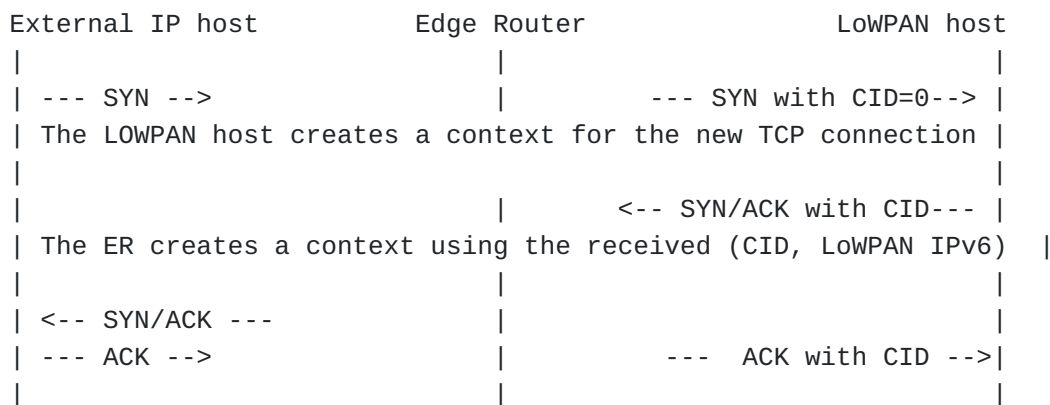 External IP host          Edge Router                LoWPAN host
|                               |                                |
| --- SYN -->                   |         --- SYN with CID=0--> |
| The LOWPAN host creates a context for the new TCP connection |
|                                                                |
|                               |       <-- SYN/ACK with CID--- |
| The ER creates a context using the received (CID, LoWPAN IPv6)  |
|                               |                                |
| <-- SYN/ACK ---               |                                |
| --- ACK -->                   |          ---  ACK with CID -->|
|                               |                                |